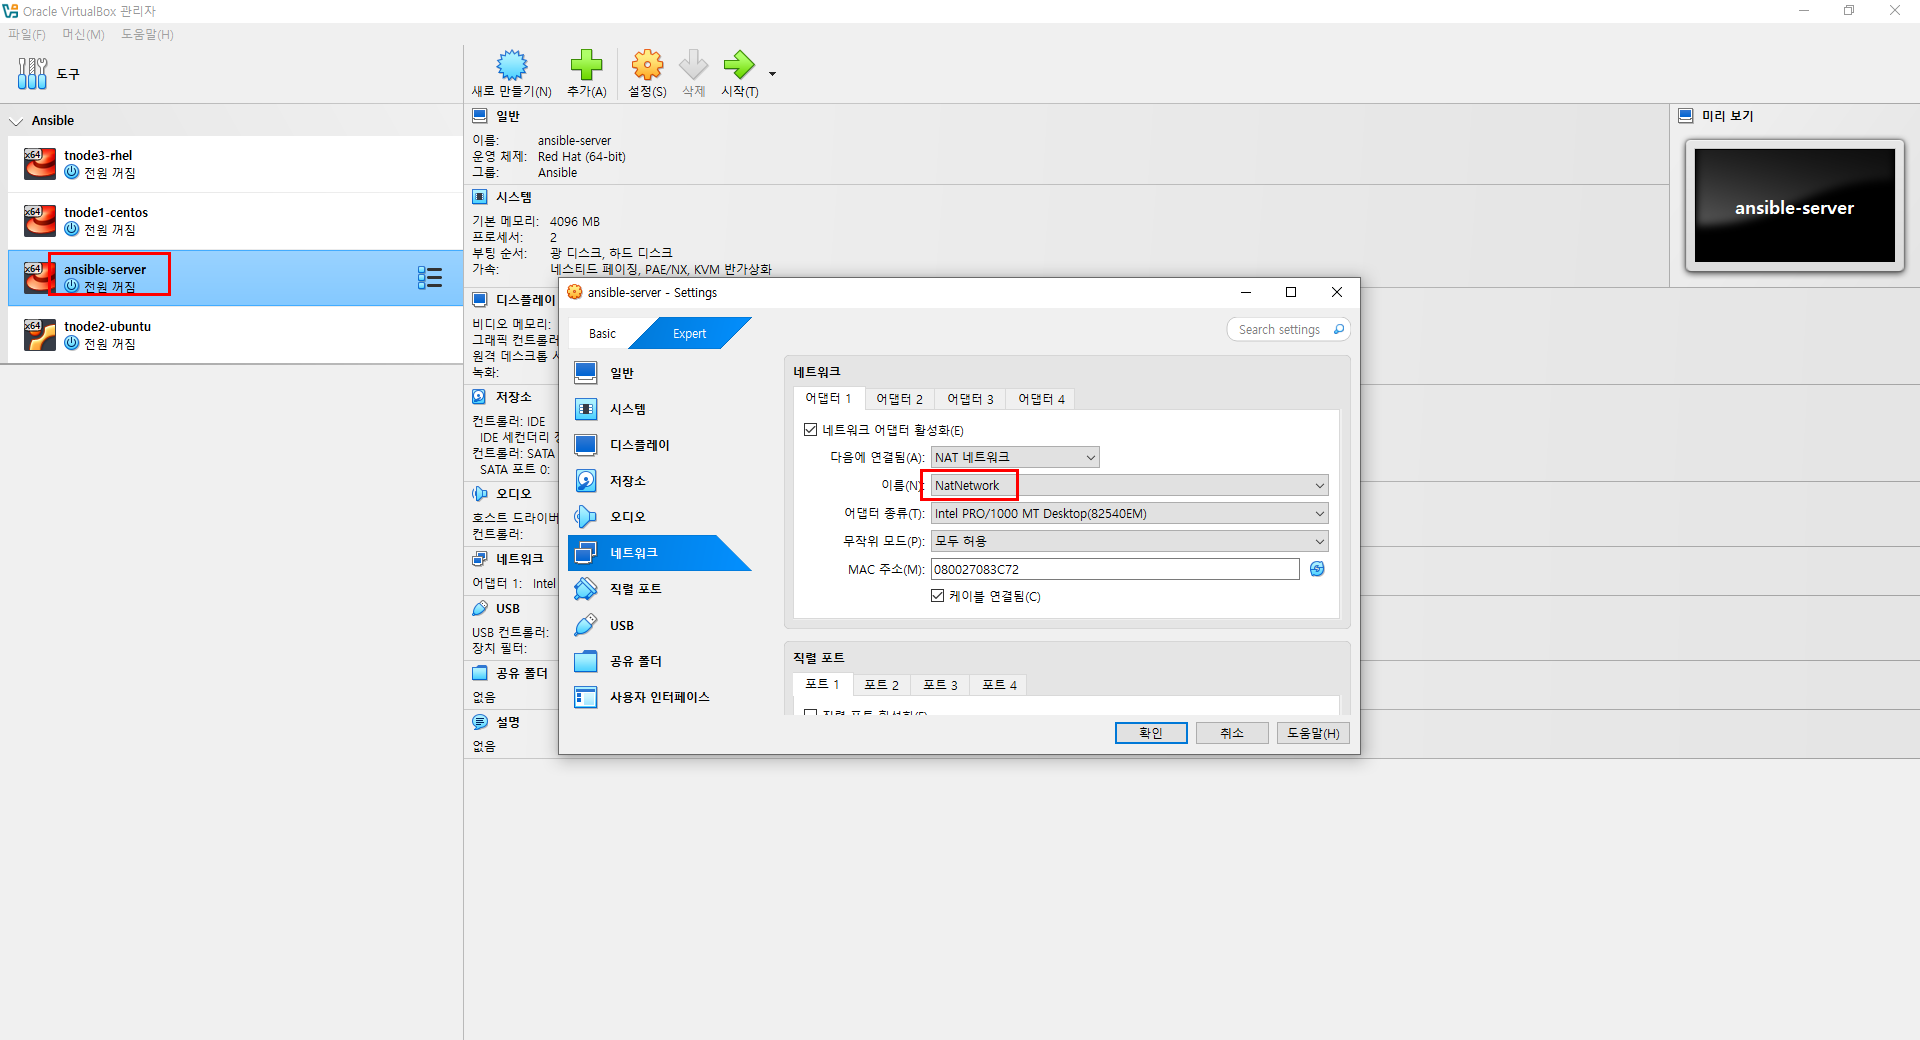 Oracle VirtualBox 관리자
파일(F) 머신(M) 도움말(H)
도구
새로 만들기(N) 추가(A) 설정(S) 삭제 시작(T)
Ansible
x64
tnode3-rhel
전원 꺼짐
x64
tnode1-centos
전원 꺼짐
x64
ansible-server
전원 꺼짐
x64
tnode2-ubuntu
전원 꺼짐
일반
이름: ansible-server
운영 체제: Red Hat (64-bit)
그룹: Ansible
시스템
기본 메모리: 4096 MB
프로세서: 2
부팅 순서: 광 디스크, 하드 디스크
가속: 네스티드 페이징, PAE/NX, KVM 반가상화
디스플레이
비디오 메모리:
그래픽 컨트롤러
원격 데스크톱
녹화:
저장소
컨트롤러: IDE
IDE 세컨더리
컨트롤러: SATA
SATA 포트 0:
오디오
호스트 드라이버
컨트롤러:
네트워크
어댑터 1: Intel
USB
USB 컨트롤러:
장치 필터:
공유 폴더
없음
설명
없음
미리 보기
ansible-server
ansible-server - Settings
Basic Expert
Search settings
일반
시스템
디스플레이
저장소
오디오
네트워크
직렬 포트
USB
공유 폴더
사용자 인터페이스
네트워크
어댑터 1 어댑터 2 어댑터 3 어댑터 4
네트워크 어댑터 활성화(E)
다음에 연결됨(A): NAT 네트워크
이름(N): NatNetwork
어댑터 종류(T): Intel PRO/1000 MT Desktop(82540EM)
무작위 모드(P): 모두 허용
MAC 주소(M): 080027083C72
케이블 연결됨(C)
직렬 포트
포트 1 포트 2 포트 3 포트 4
확인 취소 도움말(H)